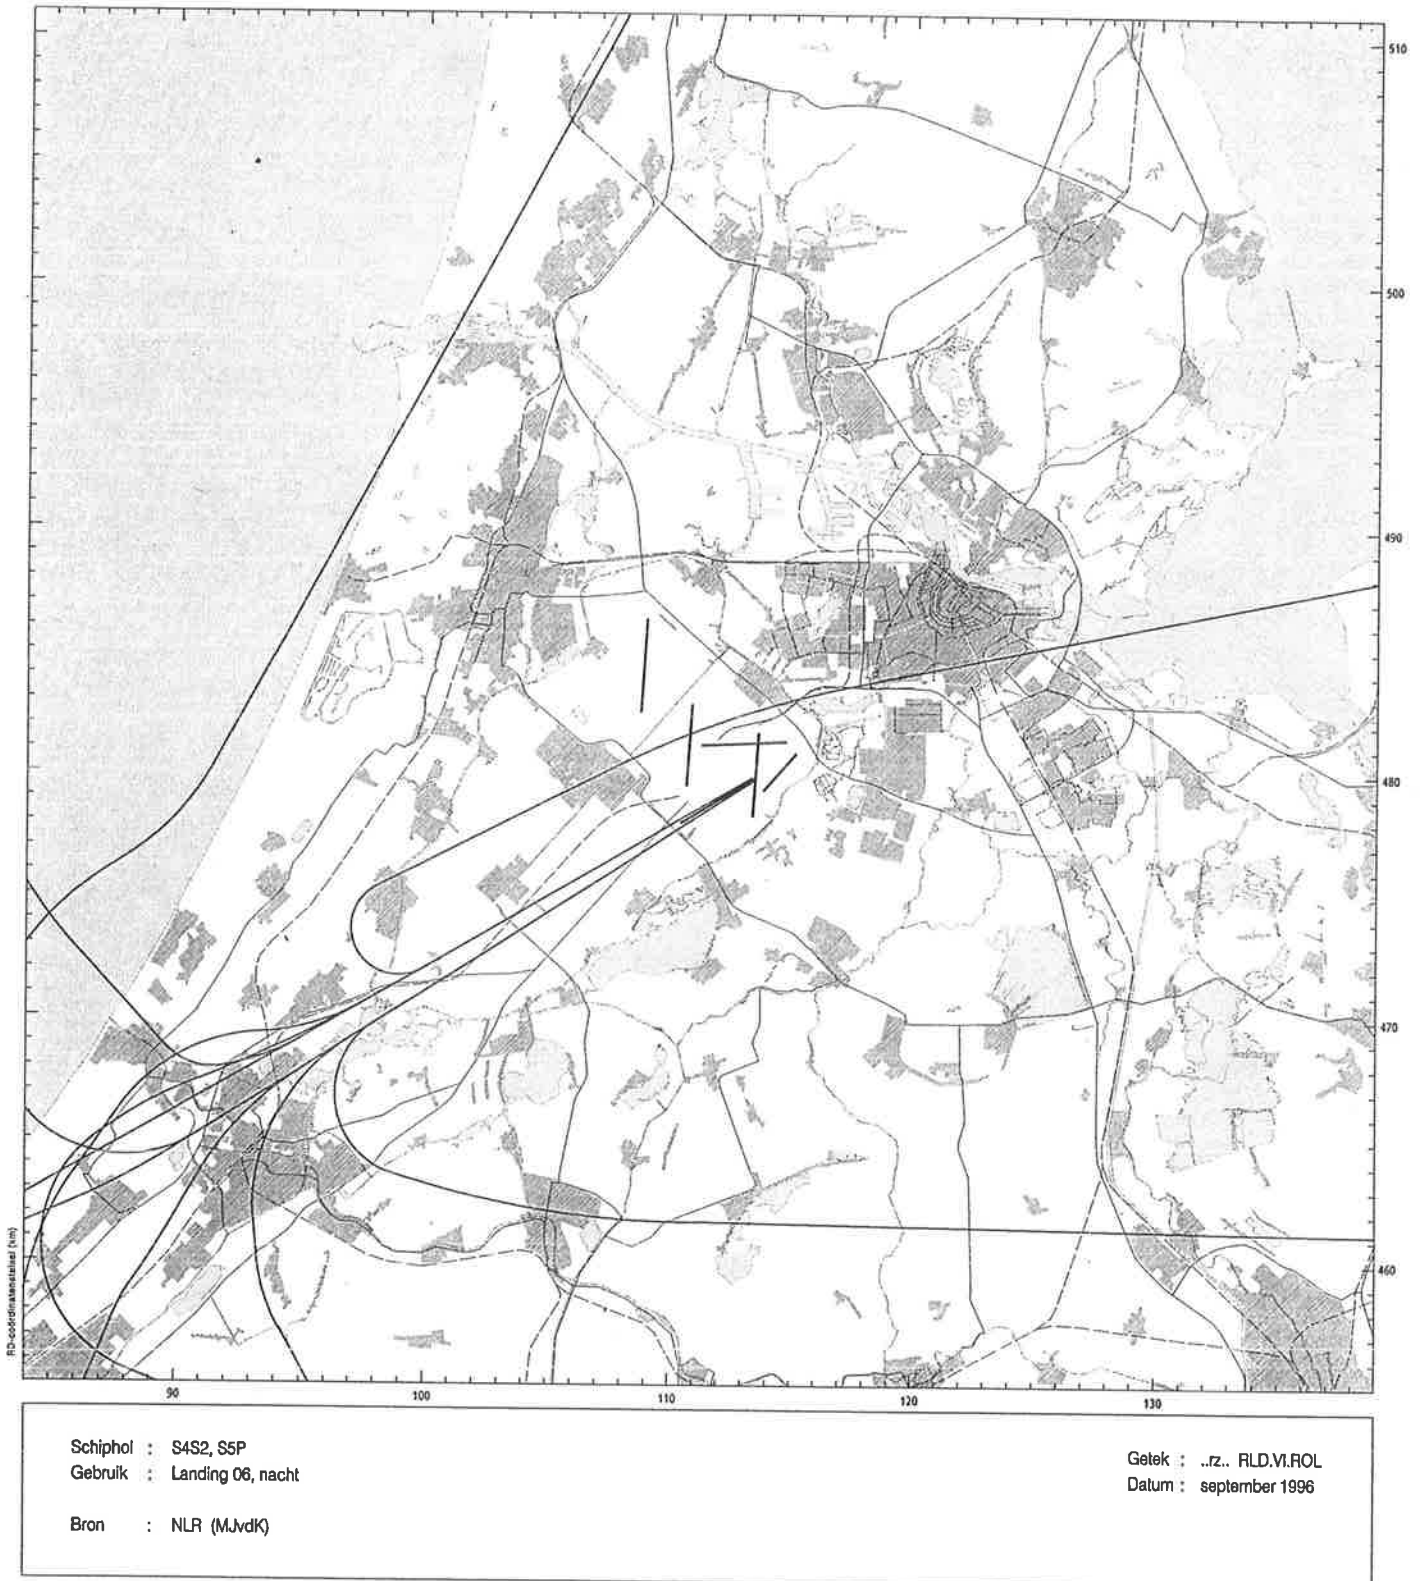 510
500
490
480
470
460
RD-coördinatenstelsel (km)
90
100
110
120
130
Schiphol : S4S2, S5P
Gebruik : Landing 06, nacht
Bron : NLR (MJvdK)
Getek : ..rz.. RLD.VI.ROL
Datum : september 1996